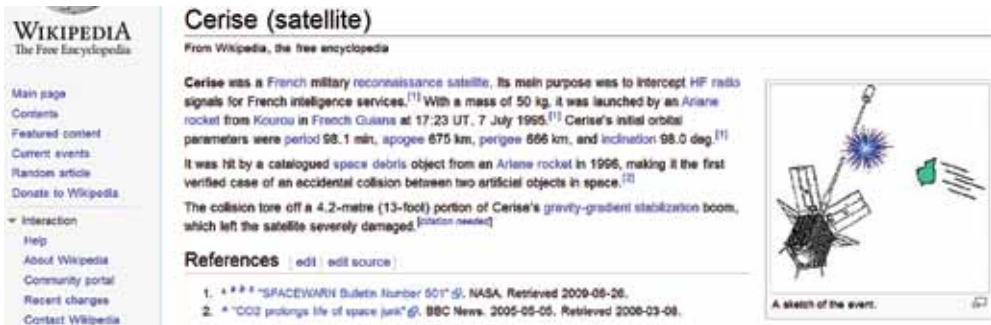 WIKIPEDIA
The Free Encyclopedia
Main page
Contents
Featured content
Current events
Random article
Donate to Wikipedia
Interaction
Help
About Wikipedia
Community portal
Recent changes
Contact Wikipedia
Cerise (satellite)
From Wikipedia, the free encyclopedia
Cerise was a French military reconnaissance satellite. Its main purpose was to intercept HF radio
signals for French intelligence services.[1] With a mass of 50 kg, it was launched by an Ariane
rocket from Kourou in French Guiana at 17:23 UT, 7 July 1995.[1] Cerise's initial orbital
parameters were period 98.1 min, apogee 675 km, perigee 666 km, and inclination 98.0 deg.[1]
It was hit by a catalogued space debris object from an Ariane rocket in 1996, making it the first
verified case of an accidental collision between two artificial objects in space.[2]
The collision tore off a 4.2-metre (13-foot) portion of Cerise's gravity-gradient stabilization boom,
which left the satellite severely damaged.[citation needed]
A sketch of the event.
References [ edit | edit source ]
1. ^ "SPACEWARN Bulletin Number 501". NASA. Retrieved 2009-08-26.
2. ^ "CO2 prolongs life of space junk". BBC News. 2005-05-05. Retrieved 2008-03-08.